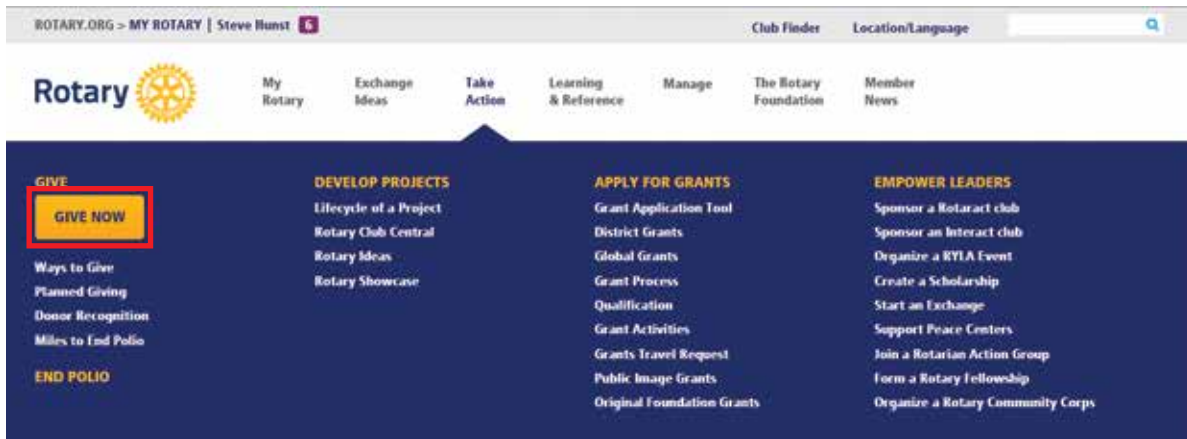 ROTARY.ORG > MY ROTARY | Steve Hunst 6
Club Finder
Location/Language
Rotary
My Rotary
Exchange Ideas
Take Action
Learning & Reference
Manage
The Rotary Foundation
Member News
GIVE
GIVE NOW
Ways to Give
Planned Giving
Donor Recognition
Miles to End Polio
END POLIO
DEVELOP PROJECTS
Lifecycle of a Project
Rotary Club Central
Rotary Ideas
Rotary Showcase
APPLY FOR GRANTS
Grant Application Tool
District Grants
Global Grants
Grant Process
Qualification
Grant Activities
Grants Travel Request
Public Image Grants
Original Foundation Grants
EMPOWER LEADERS
Sponsor a Rotaract club
Sponsor an Interact club
Organize a RYLA Event
Create a Scholarship
Start an Exchange
Support Peace Centers
Join a Rotarian Action Group
Form a Rotary Fellowship
Organize a Rotary Community Corps